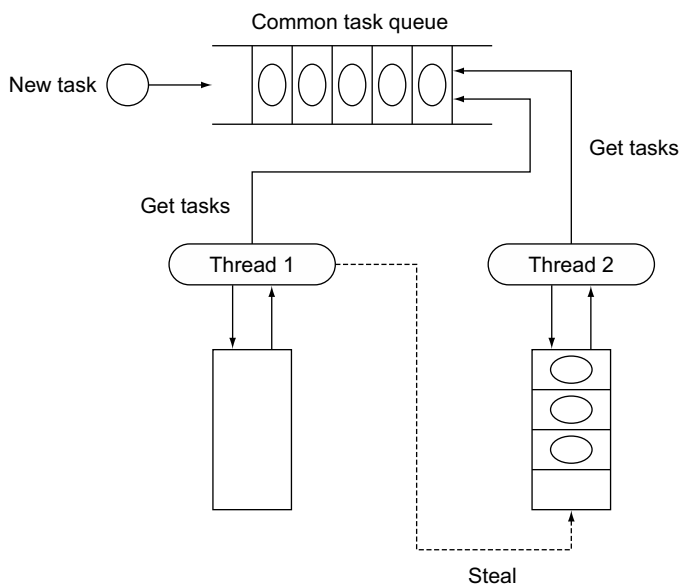 Common task queue
New task
Get tasks
Get tasks
Thread 1
Thread 2
Steal